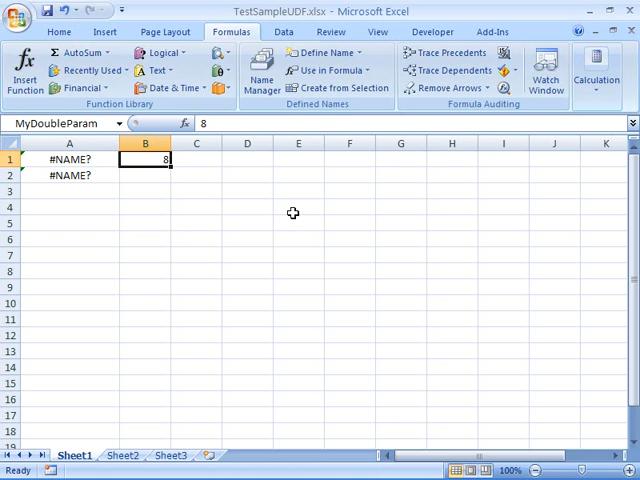 TestSampleUDF.xlsx - Microsoft Excel
Home Insert Page Layout Formulas Data Review View Developer Add-Ins
fx Insert Function
Σ AutoSum
Recently Used
Financial
Logical
Text
Date & Time
Function Library
Name Manager
Define Name
Use in Formula
Create from Selection
Defined Names
Trace Precedents
Trace Dependents
Remove Arrows
Formula Auditing
Watch Window
Calculation
MyDoubleParam fx 8
A B C D E F G H I J K
1 #NAME? 8
2 #NAME?
3
4
5
6
7
8
9
10
11
12
13
14
15
16
17
18
19
Sheet1 Sheet2 Sheet3
Ready 100%